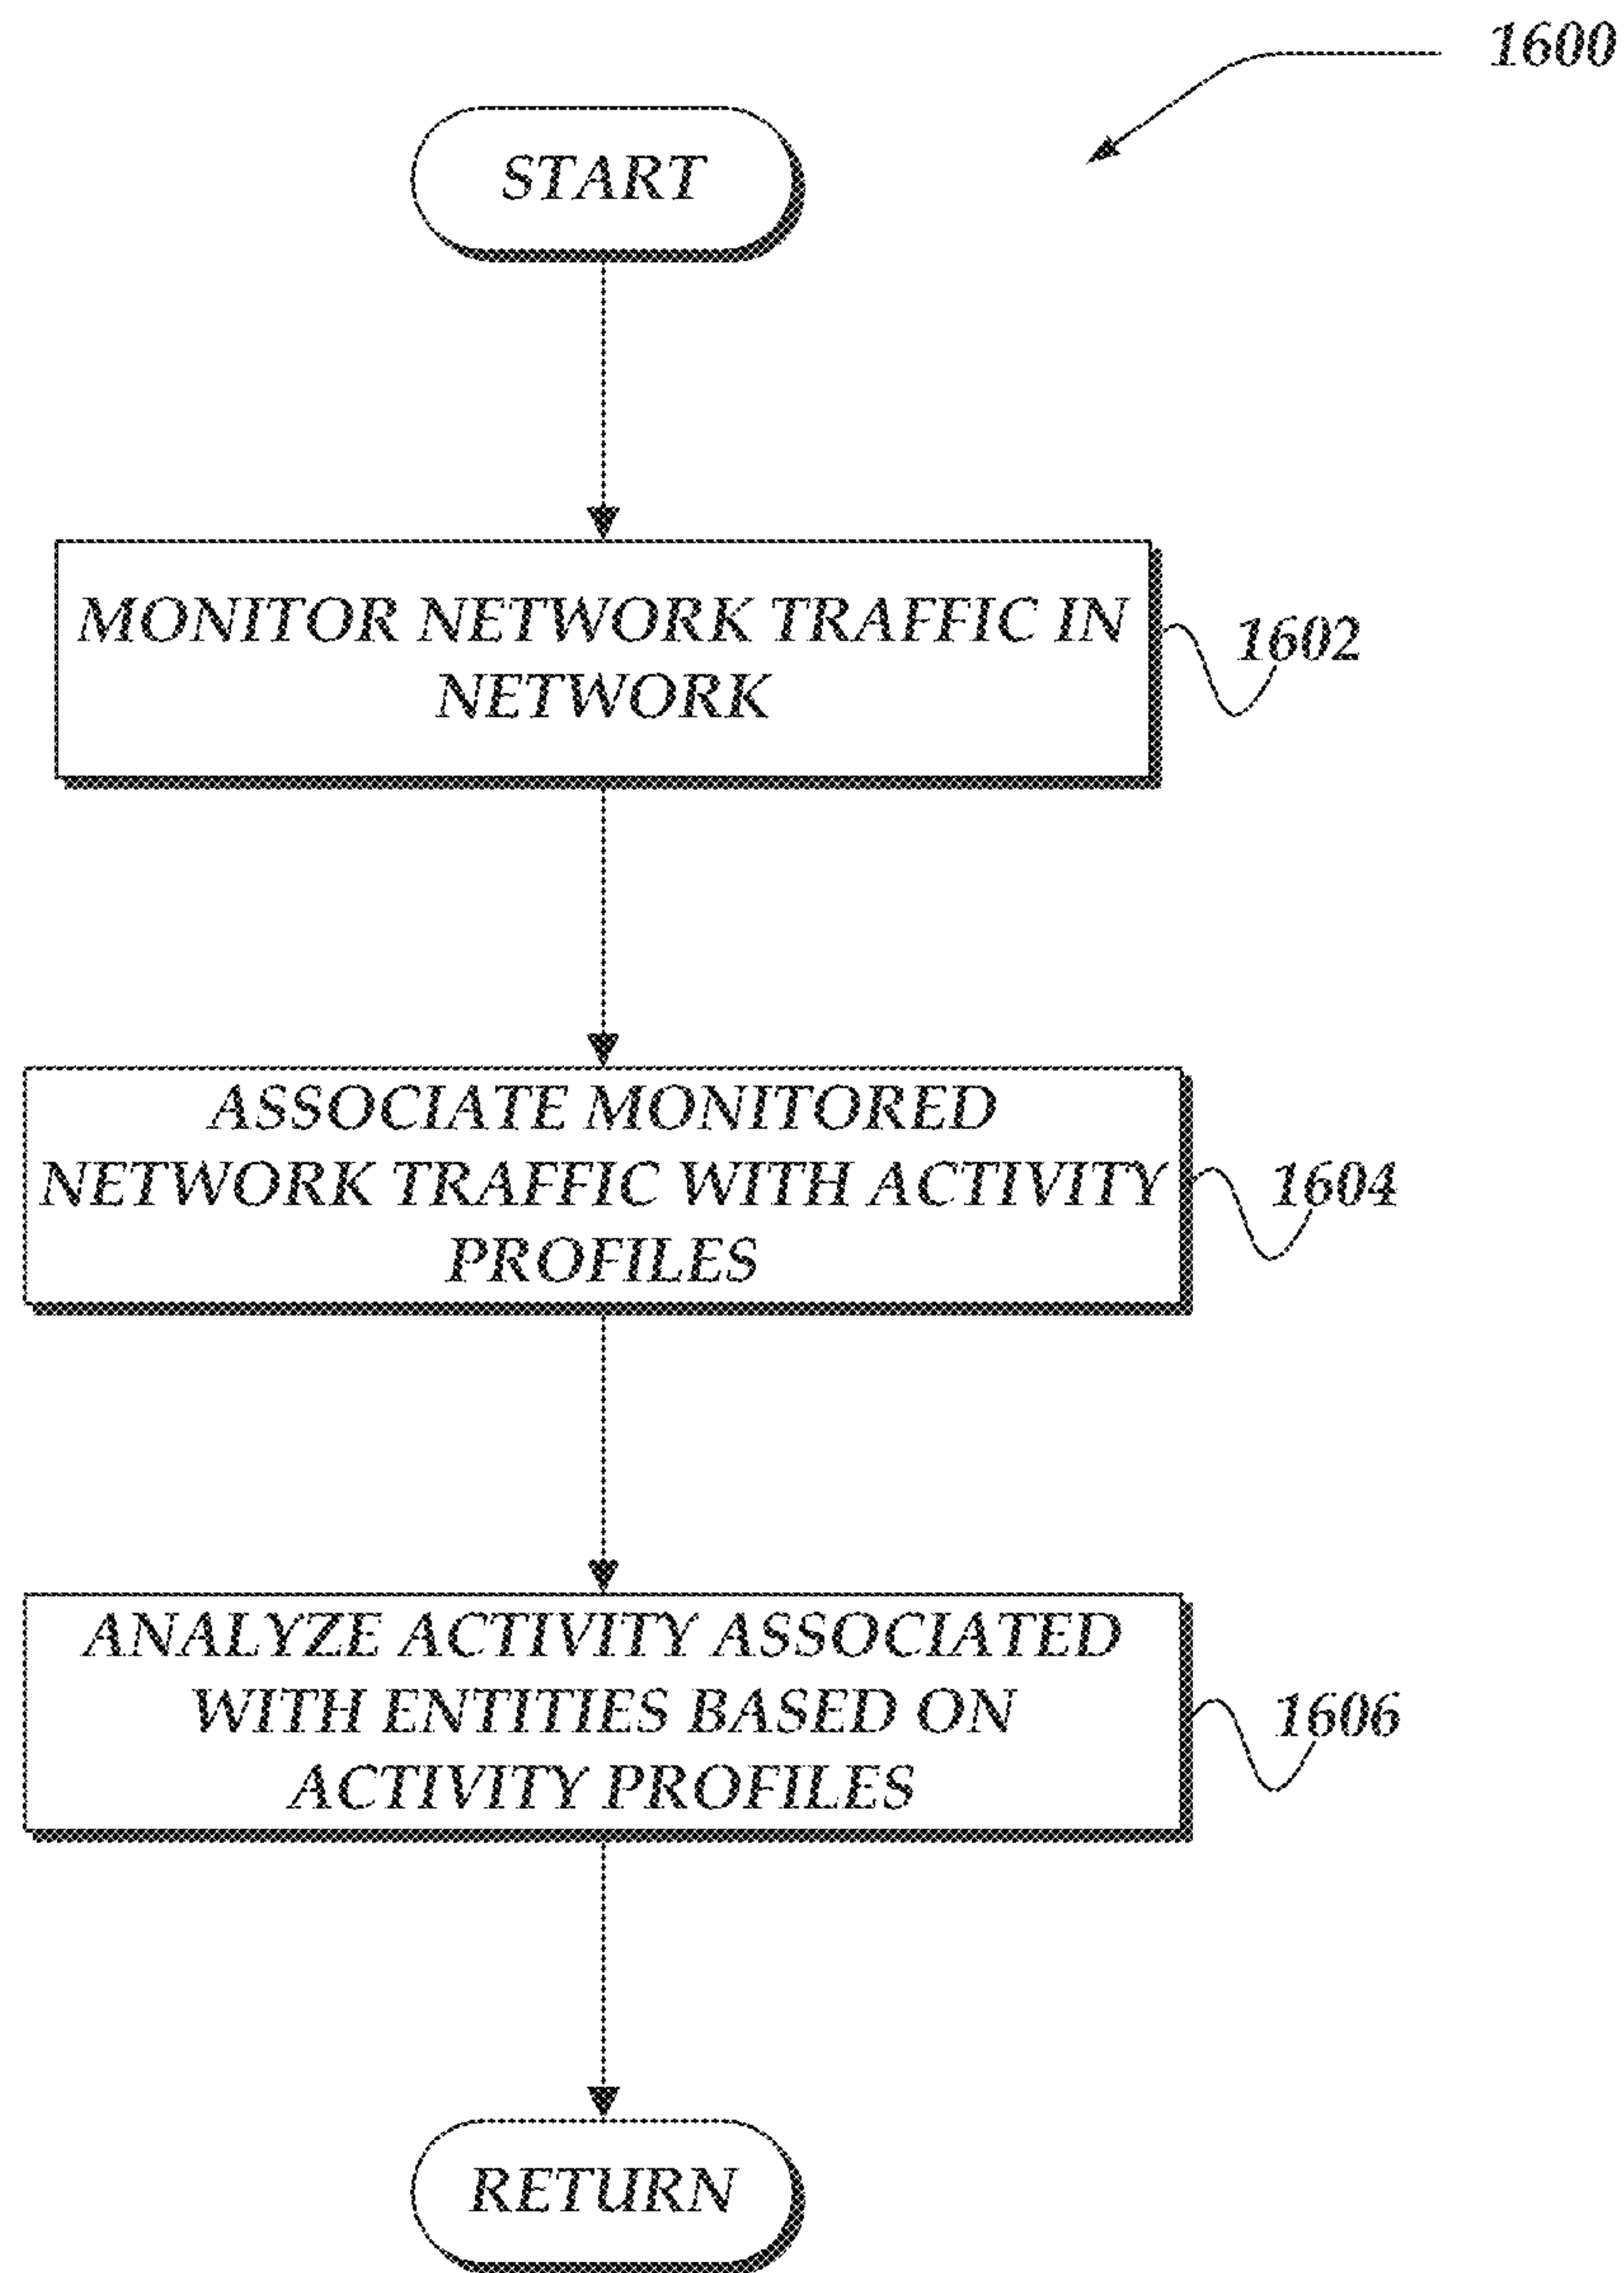 1600
START
MONITOR NETWORK TRAFFIC IN
NETWORK
1602
ASSOCIATE MONITORED
NETWORK TRAFFIC WITH ACTIVITY
PROFILES
1604
ANALYZE ACTIVITY ASSOCIATED
WITH ENTITIES BASED ON
ACTIVITY PROFILES
1606
RETURN